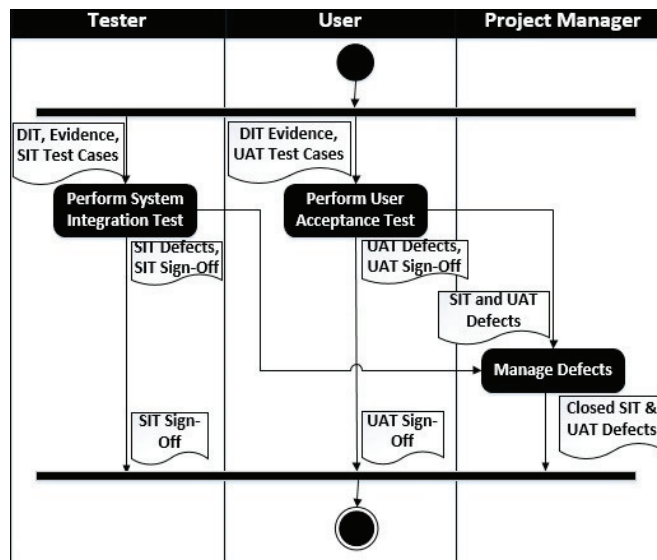 Tester
User
Project Manager
DIT, Evidence,
SIT Test Cases
DIT Evidence,
UAT Test Cases
Perform System
Integration Test
Perform User
Acceptance Test
SIT Defects,
SIT Sign-Off
UAT Defects,
UAT Sign-Off
SIT and UAT
Defects
Manage Defects
SIT Sign-
Off
UAT Sign-
Off
Closed SIT &
UAT Defects